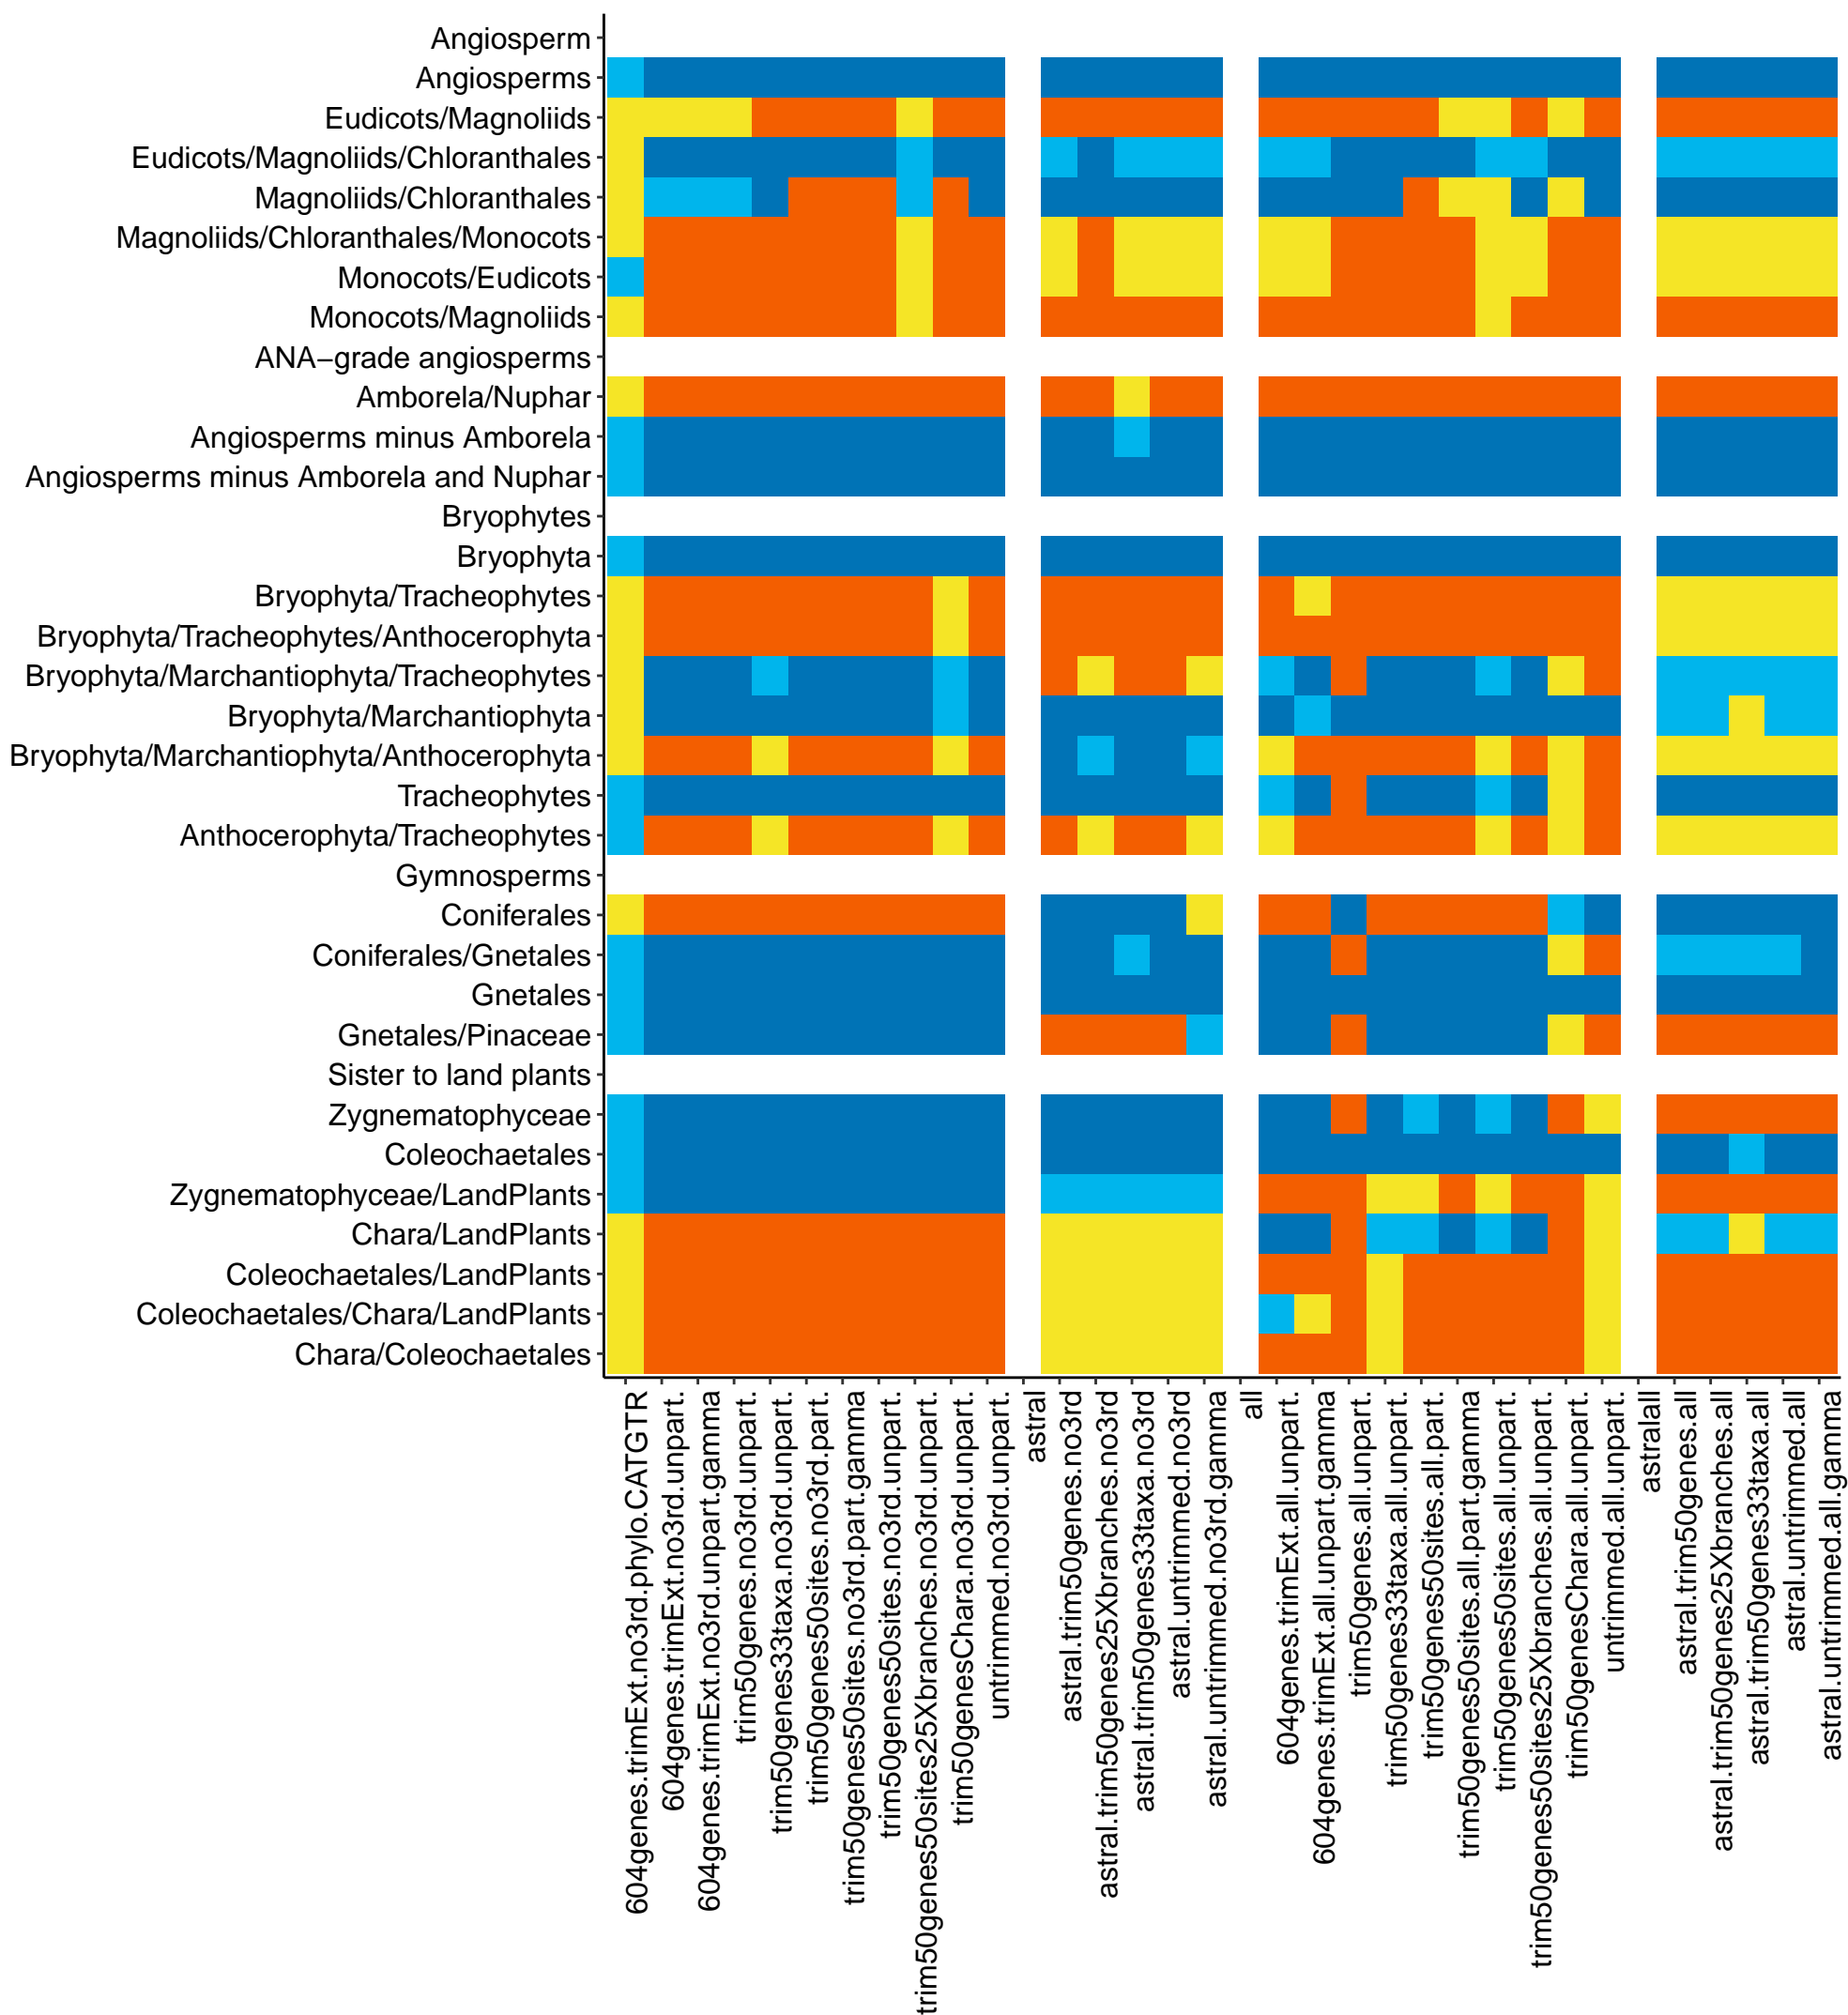 Angiosperm
Angiosperms
Eudicots/Magnoliids
Eudicots/Magnoliids/Chloranthales
Magnoliids/Chloranthales
Magnoliids/Chloranthales/Monocots
Monocots/Eudicots
Monocots/Magnoliids
ANA−grade angiosperms
Amborela/Nuphar
Angiosperms minus Amborela
Angiosperms minus Amborela and Nuphar
Bryophytes
Bryophyta
Bryophyta/Tracheophytes
Bryophyta/Tracheophytes/Anthocerophyta
Bryophyta/Marchantiophyta/Tracheophytes
Bryophyta/Marchantiophyta
Bryophyta/Marchantiophyta/Anthocerophyta
Tracheophytes
Anthocerophyta/Tracheophytes
Gymnosperms
Coniferales
Coniferales/Gnetales
Gnetales
Gnetales/Pinaceae
Sister to land plants
Zygnematophyceae
Coleochaetales
Zygnematophyceae/LandPlants
Chara/LandPlants
Coleochaetales/LandPlants
Coleochaetales/Chara/LandPlants
Chara/Coleochaetales
604genes.trimExt.no3rd.phylo.CATGTR
604genes.trimExt.no3rd.unpart.
604genes.trimExt.no3rd.unpart.gamma
trim50genes.no3rd.unpart.
trim50genes33taxa.no3rd.unpart.
trim50genes50sites.no3rd.part.
trim50genes50sites.no3rd.part.gamma
trim50genes50sites.no3rd.unpart.
trim50genes50sites25Xbranches.no3rd.unpart.
trim50genesChara.no3rd.unpart.
untrimmed.no3rd.unpart.
astral
astral.trim50genes.no3rd
astral.trim50genes25Xbranches.no3rd
astral.trim50genes33taxa.no3rd
astral.untrimmed.no3rd
astral.untrimmed.no3rd.gamma
all
604genes.trimExt.all.unpart.
604genes.trimExt.all.unpart.gamma
trim50genes.all.unpart.
trim50genes33taxa.all.unpart.
trim50genes50sites.all.part.
trim50genes50sites.all.part.gamma
trim50genes50sites.all.unpart.
trim50genes50sites25Xbranches.all.unpart.
trim50genesChara.all.unpart.
untrimmed.all.unpart.
astralall
astral.trim50genes.all
astral.trim50genes25Xbranches.all
astral.trim50genes33taxa.all
astral.untrimmed.all
astral.untrimmed.all.gamma